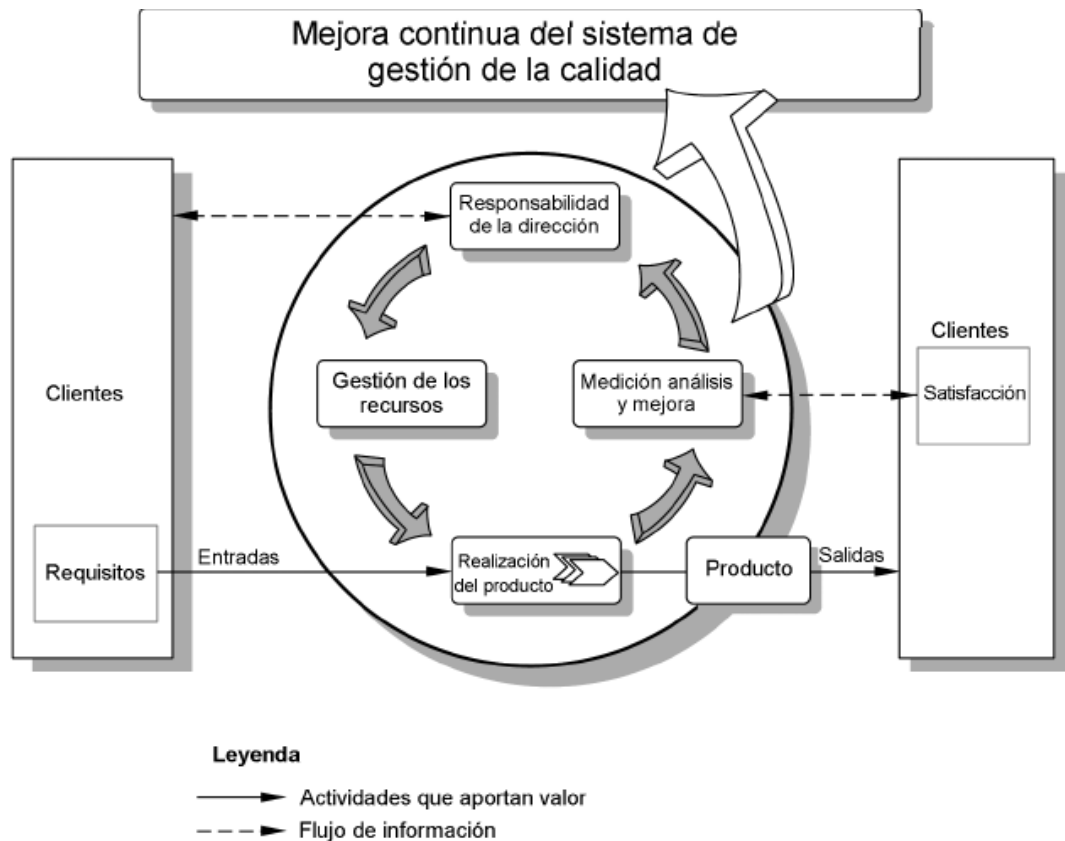 Mejora continua del sistema de
gestión de la calidad
Responsabilidad
de la dirección
Clientes
Gestión de los
recursos
Medición análisis
y mejora
Clientes
Satisfacción
Requisitos
Entradas
Realización
del producto
Producto
Salidas
Leyenda
Actividades que aportan valor
Flujo de información